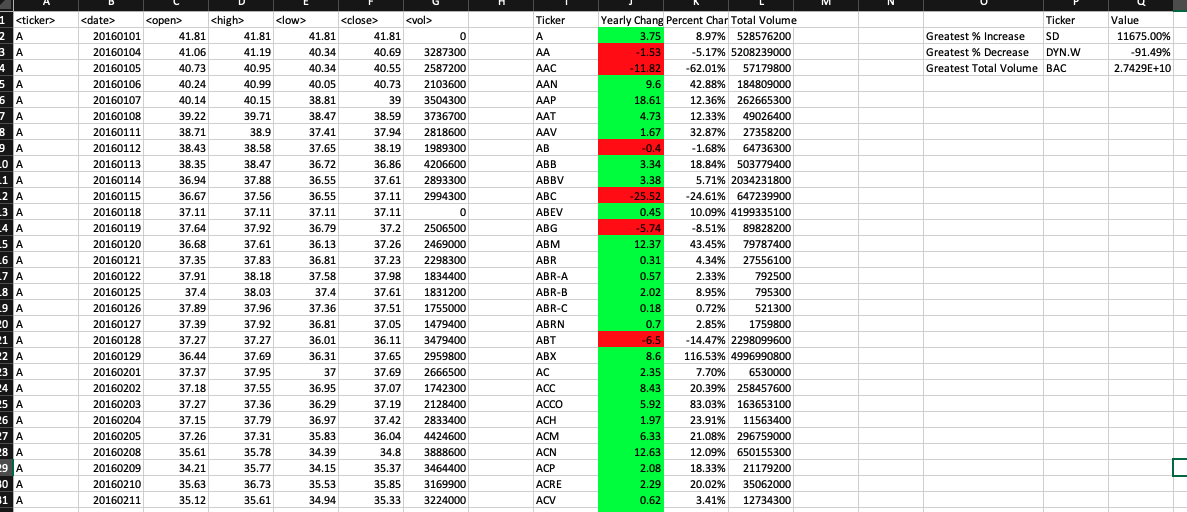 A B C D E F G H I J K L M N O P Q
1 <ticker> <date> <open> <high> <low> <close> <vol> Ticker Yearly Chang Percent Char Total Volume Ticker Value
2 A 20160101 41.81 41.81 41.81 41.81 0 A 3.75 8.97% 528576200 Greatest % Increase SD 11675.00%
3 A 20160104 41.06 41.19 40.34 40.69 3287300 AA -1.53 -5.17% 5208239000 Greatest % Decrease DYN.W -91.49%
4 A 20160105 40.73 40.95 40.34 40.55 2587200 AAC -11.82 -62.01% 57179800 Greatest Total Volume BAC 2.7429E+10
5 A 20160106 40.24 40.99 40.05 40.73 2103600 AAN 9.6 42.88% 184809000
6 A 20160107 40.14 40.15 38.81 39 3504300 AAP 18.61 12.36% 262665300
7 A 20160108 39.22 39.71 38.47 38.59 3736700 AAT 4.73 12.33% 49026400
8 A 20160111 38.71 38.9 37.41 37.94 2818600 AAV 1.67 32.87% 27358200
9 A 20160112 38.43 38.58 37.65 38.19 1989300 AB -0.4 -1.68% 64736300
10 A 20160113 38.35 38.47 36.72 36.86 4206600 ABB 3.34 18.84% 503779400
11 A 20160114 36.94 37.88 36.55 37.61 2893300 ABBV 3.38 5.71% 2034231800
12 A 20160115 36.67 37.56 36.55 37.11 2994300 ABC -25.52 -24.61% 647239900
13 A 20160118 37.11 37.11 37.11 37.11 0 ABEV 0.45 10.09% 4199335100
14 A 20160119 37.64 37.92 36.79 37.2 2506500 ABG -5.74 -8.51% 89828200
15 A 20160120 36.68 37.61 36.13 37.26 2469000 ABM 12.37 43.45% 79787400
16 A 20160121 37.35 37.83 36.81 37.23 2298300 ABR 0.31 4.34% 27556100
17 A 20160122 37.91 38.18 37.58 37.98 1834400 ABR-A 0.57 2.33% 792500
18 A 20160125 37.4 38.03 37.4 37.61 1831200 ABR-B 2.02 8.95% 795300
19 A 20160126 37.89 37.96 37.36 37.51 1755000 ABR-C 0.18 0.72% 521300
20 A 20160127 37.39 37.92 36.81 37.05 1479400 ABRN 0.7 2.85% 1759800
21 A 20160128 37.27 37.27 36.01 36.11 3479400 ABT -6.5 -14.47% 2298099600
22 A 20160129 36.44 37.69 36.31 37.65 2959800 ABX 8.6 116.53% 4996990800
23 A 20160201 37.37 37.95 37 37.69 2666500 AC 2.35 7.70% 6530000
24 A 20160202 37.18 37.55 36.95 37.07 1742300 ACC 8.43 20.39% 258457600
25 A 20160203 37.27 37.36 36.29 37.19 2128400 ACCO 5.92 83.03% 163653100
26 A 20160204 37.15 37.79 36.97 37.42 2833400 ACH 1.97 23.91% 11563400
27 A 20160205 37.26 37.31 35.83 36.04 4424600 ACM 6.33 21.08% 296759000
28 A 20160208 35.61 35.78 34.39 34.8 3888600 ACN 12.63 12.09% 650155300
29 A 20160209 34.21 35.77 34.15 35.37 3464400 ACP 2.08 18.33% 21179200
30 A 20160210 35.63 36.73 35.53 35.85 3169900 ACRE 2.29 20.02% 35062000
31 A 20160211 35.12 35.61 34.94 35.33 3224000 ACV 0.62 3.41% 12734300